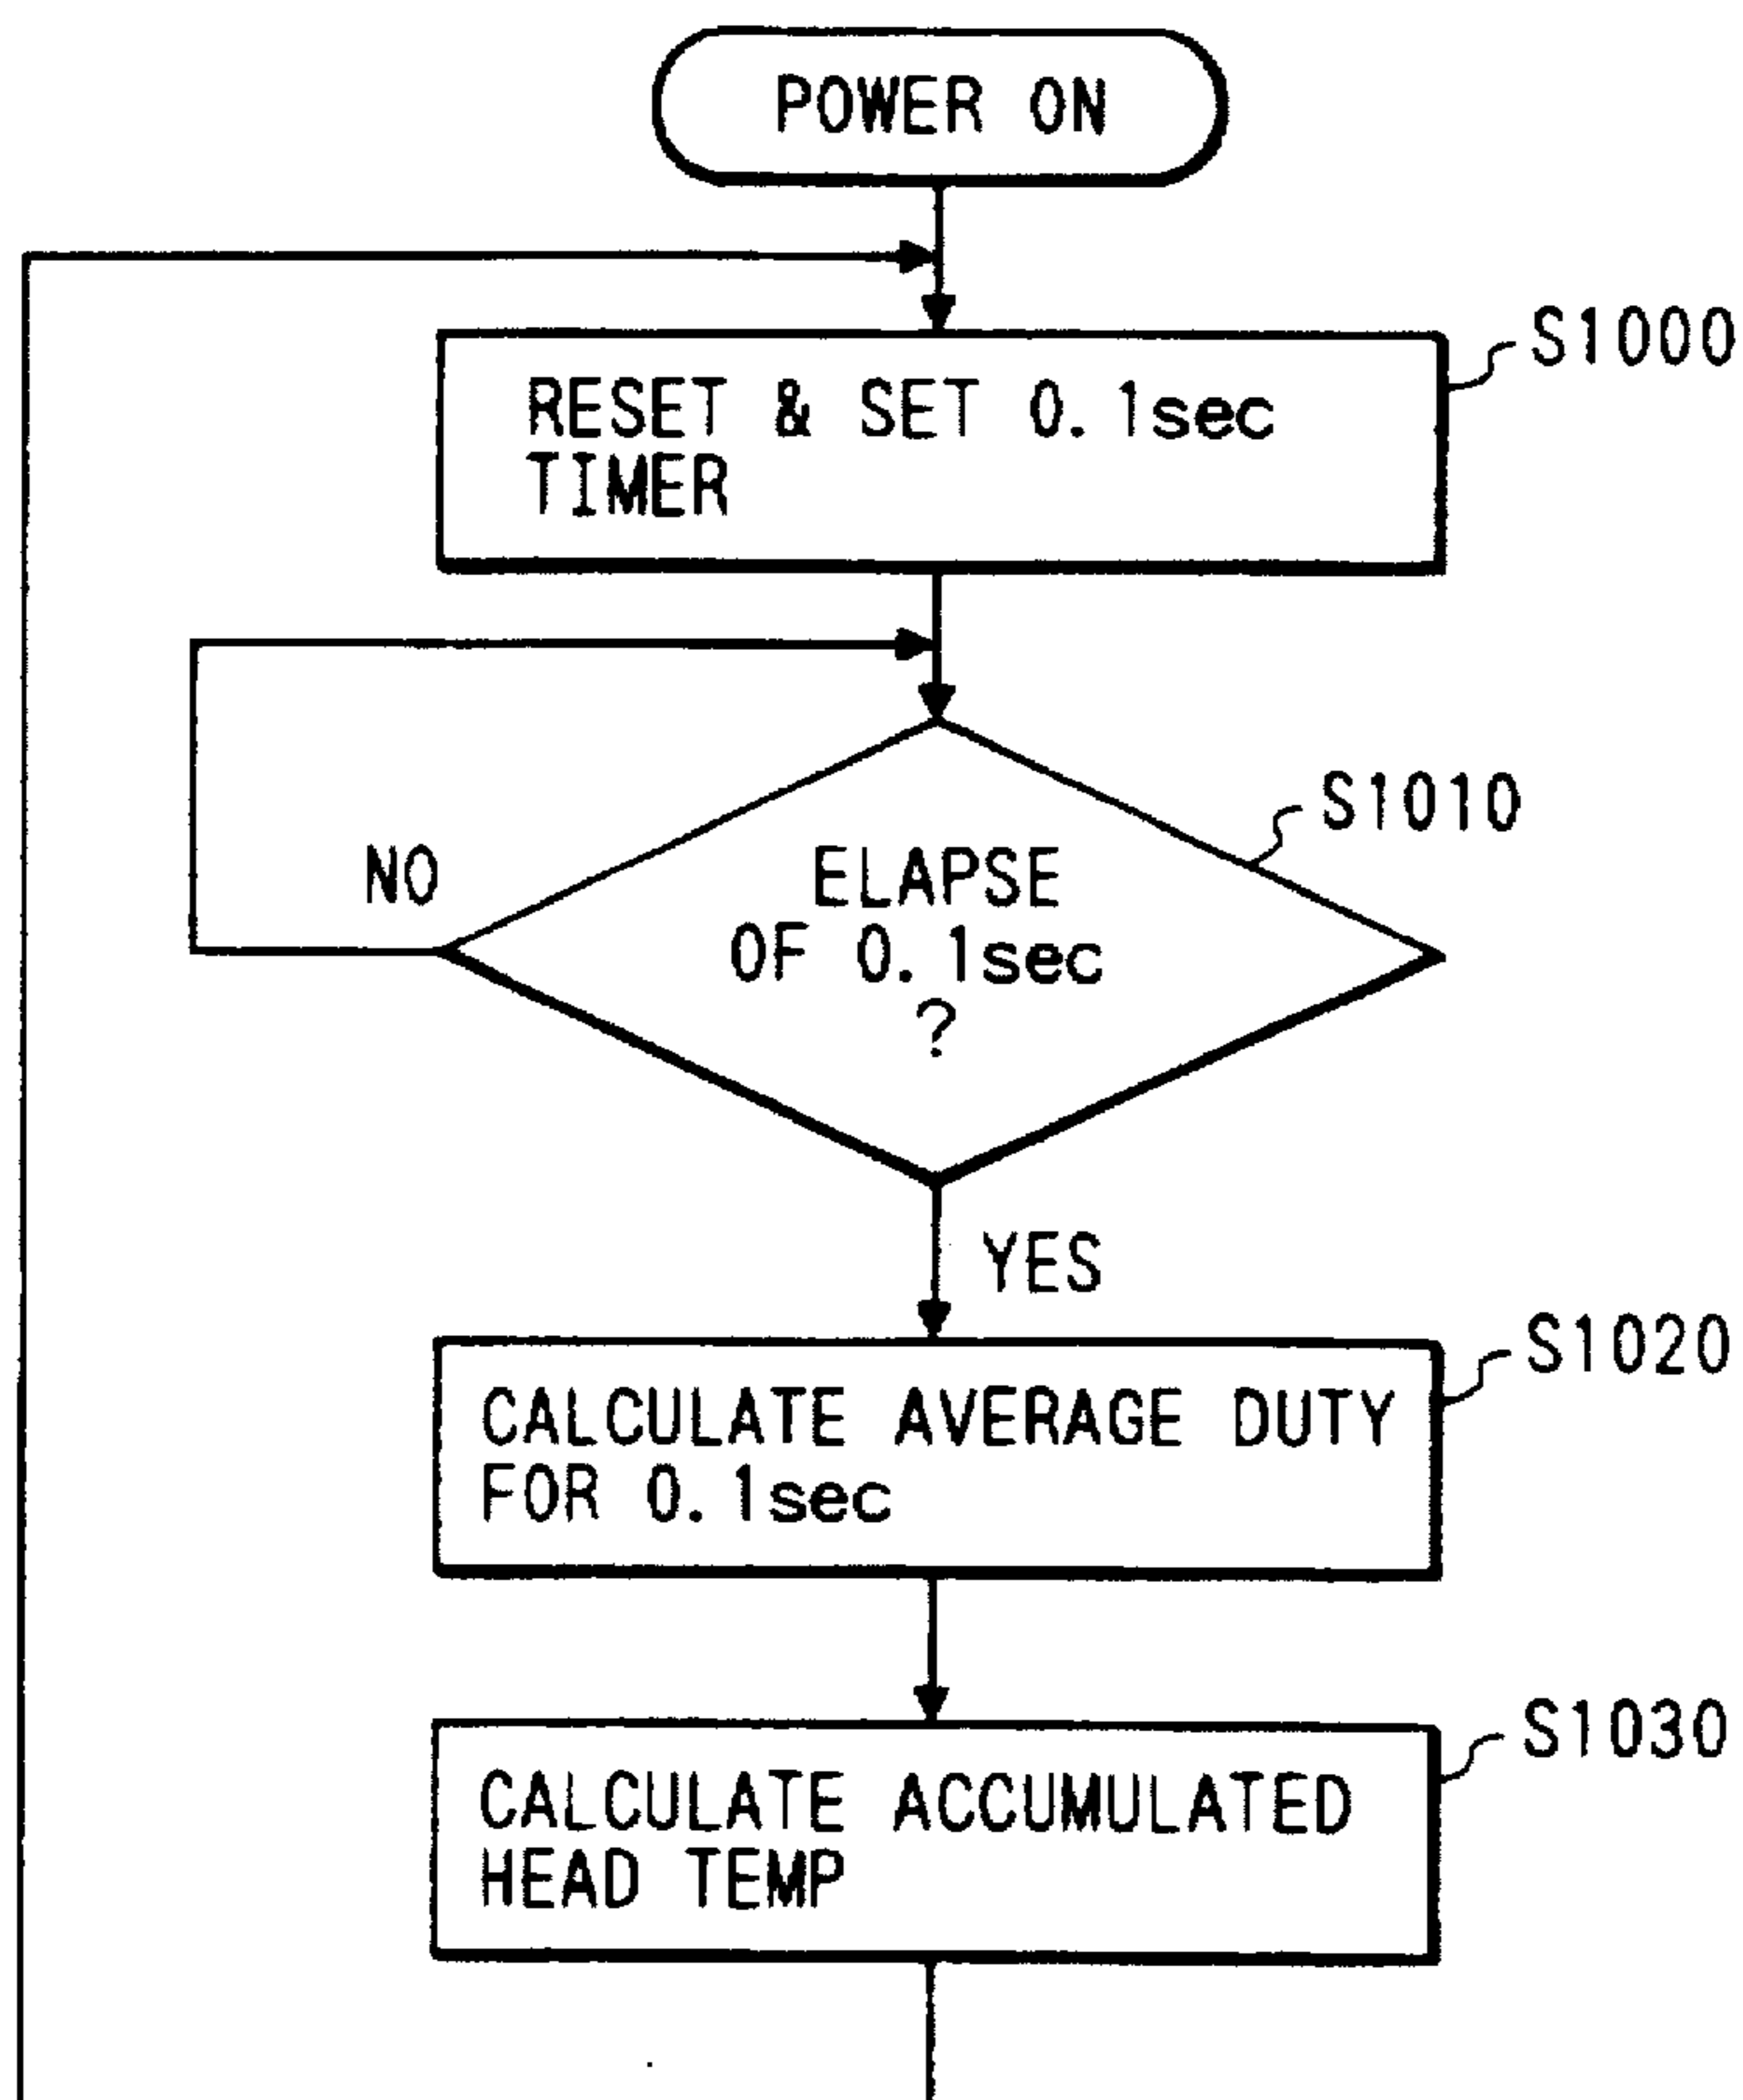 POWER ON
S1000
RESET & SET 0.1sec
TIMER
S1010
NO
ELAPSE
OF 0.1sec
?
YES
S1020
CALCULATE AVERAGE DUTY
FOR 0.1sec
S1030
CALCULATE ACCUMULATED
HEAD TEMP